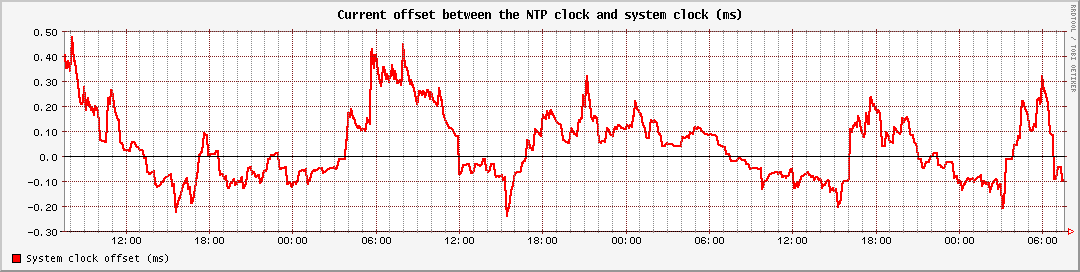 Current offset between the NTP clock and system clock (ms)
RRDTOOL / TOBI OETIKER
0.50
0.40
0.30
0.20
0.10
0.0
-0.10
-0.20
-0.30
12:00 18:00 00:00 06:00 12:00 18:00 00:00 06:00 12:00 18:00 00:00 06:00
System clock offset (ms)